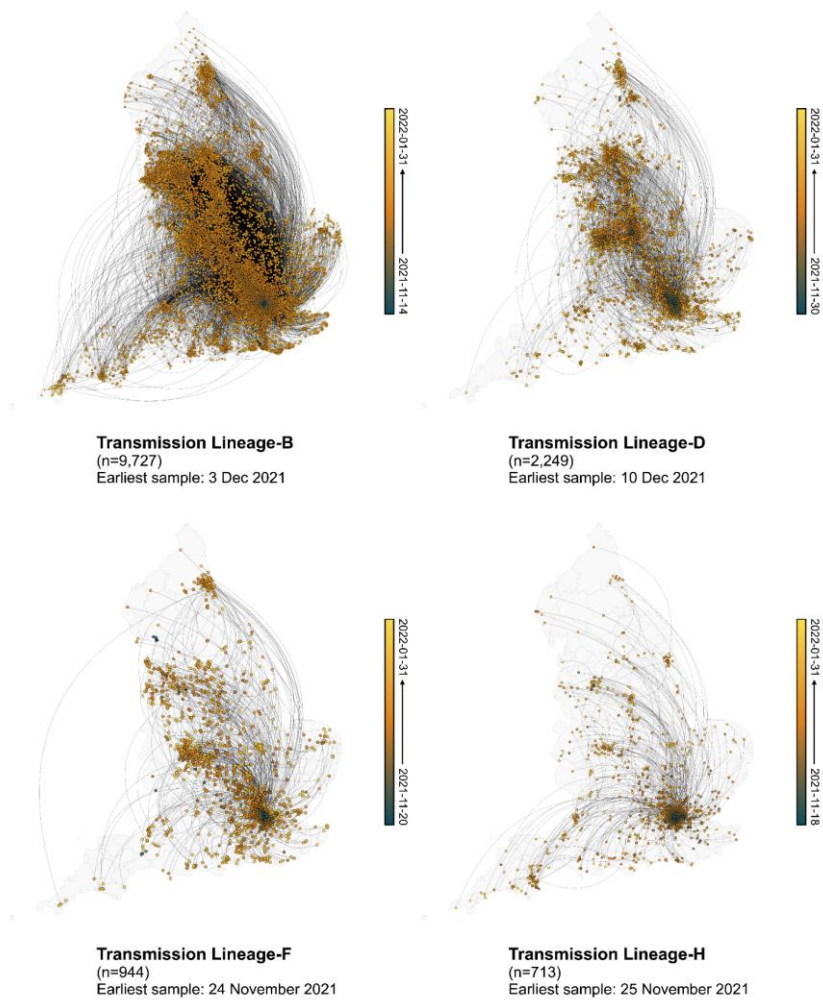 2022-01-31
2021-11-14
2022-01-31
2021-11-30
Transmission Lineage-B
(n=9,727)
Earliest sample: 3 Dec 2021
Transmission Lineage-D
(n=2,249)
Earliest sample: 10 Dec 2021
2022-01-31
2021-11-20
2022-01-31
2021-11-18
Transmission Lineage-F
(n=944)
Earliest sample: 24 November 2021
Transmission Lineage-H
(n=713)
Earliest sample: 25 November 2021